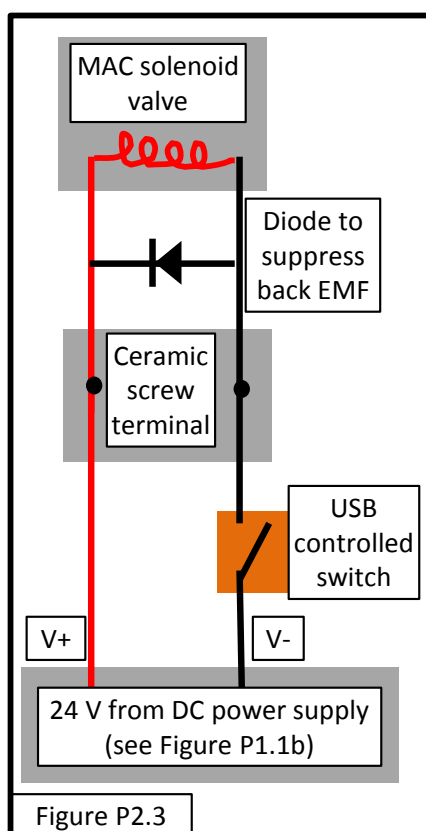 MAC solenoid
valve
Diode to
suppress
back EMF
Ceramic
screw
terminal
USB
controlled
switch
V+
V-
24 V from DC power supply
(see Figure P1.1b)
Figure P2.3